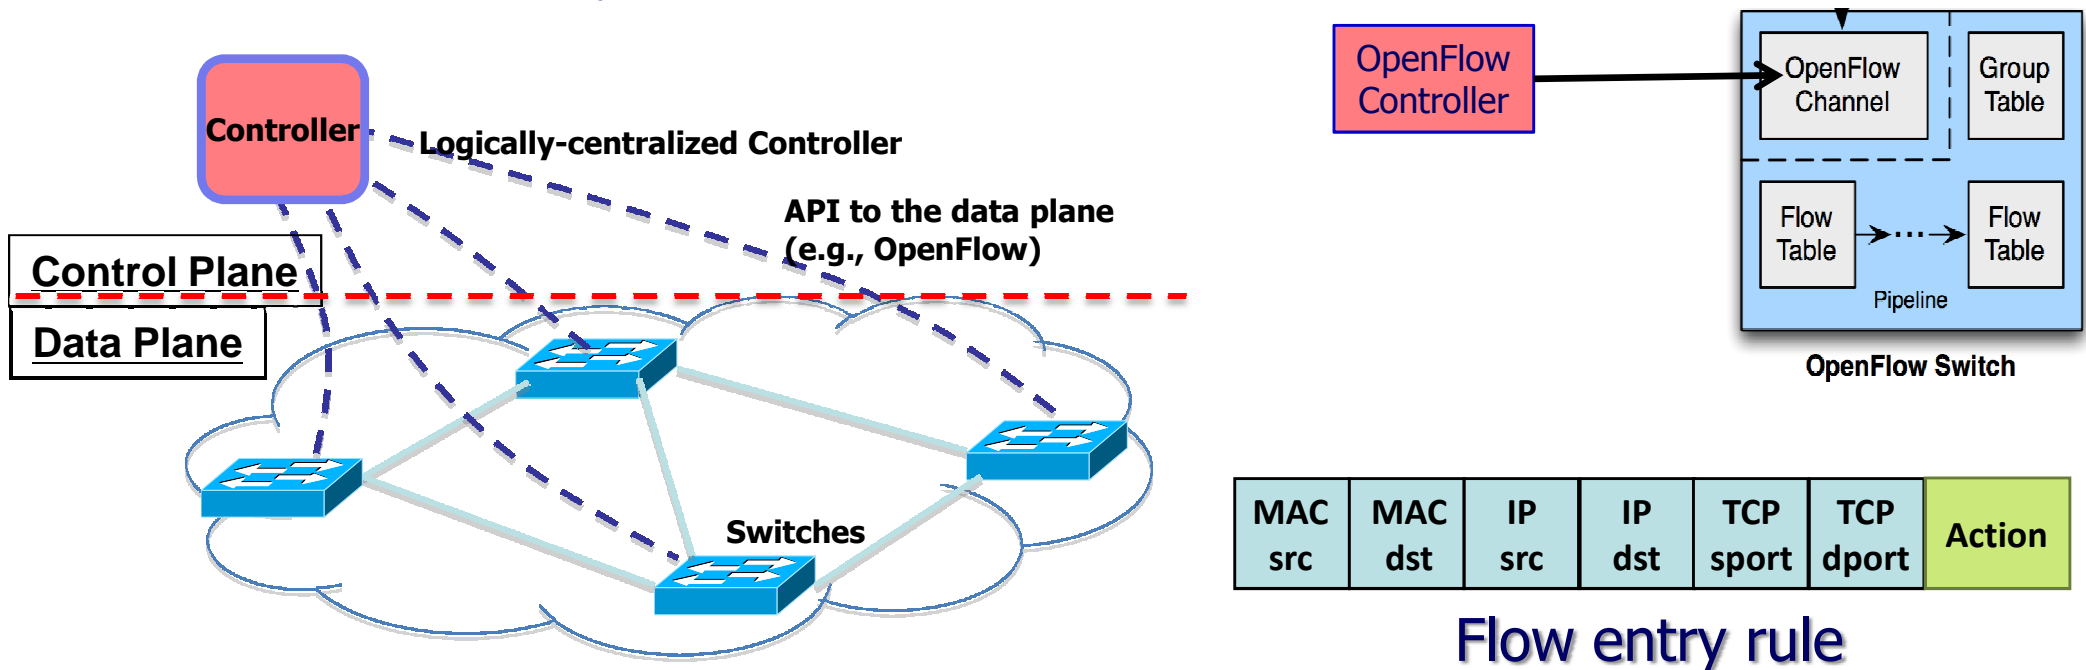 Controller
Logically-centralized Controller
API to the data plane
(e.g., OpenFlow)
Control Plane
Data Plane
Switches
OpenFlow
Controller
OpenFlow
Channel
Group
Table
Flow
Table
...
Flow
Table
Pipeline
OpenFlow Switch
MAC
src
MAC
dst
IP
src
IP
dst
TCP
sport
TCP
dport
Action
Flow entry rule